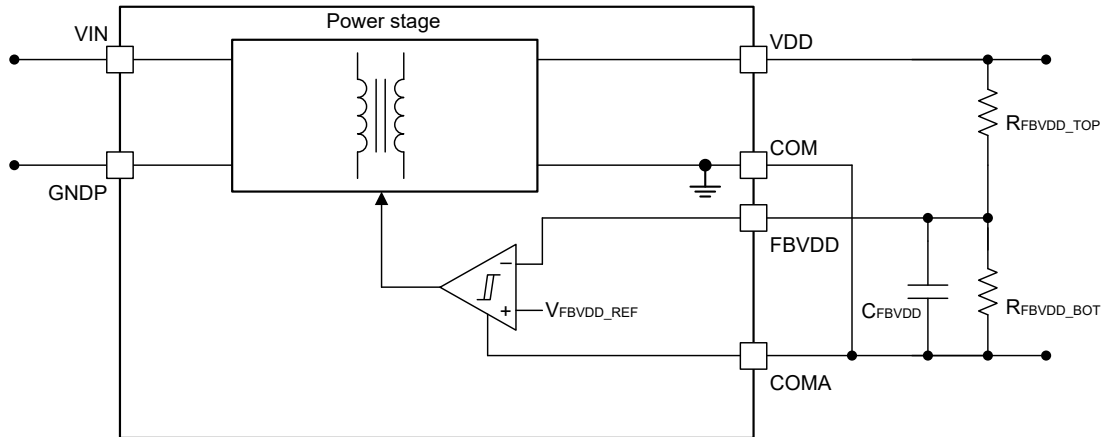 Power stage
VIN
VDD
RFBVDD_TOP
COM
GNDP
FBVDD
−
+
VFBVDD_REF
CFBVDD
RFBVDD_BOT
COMA